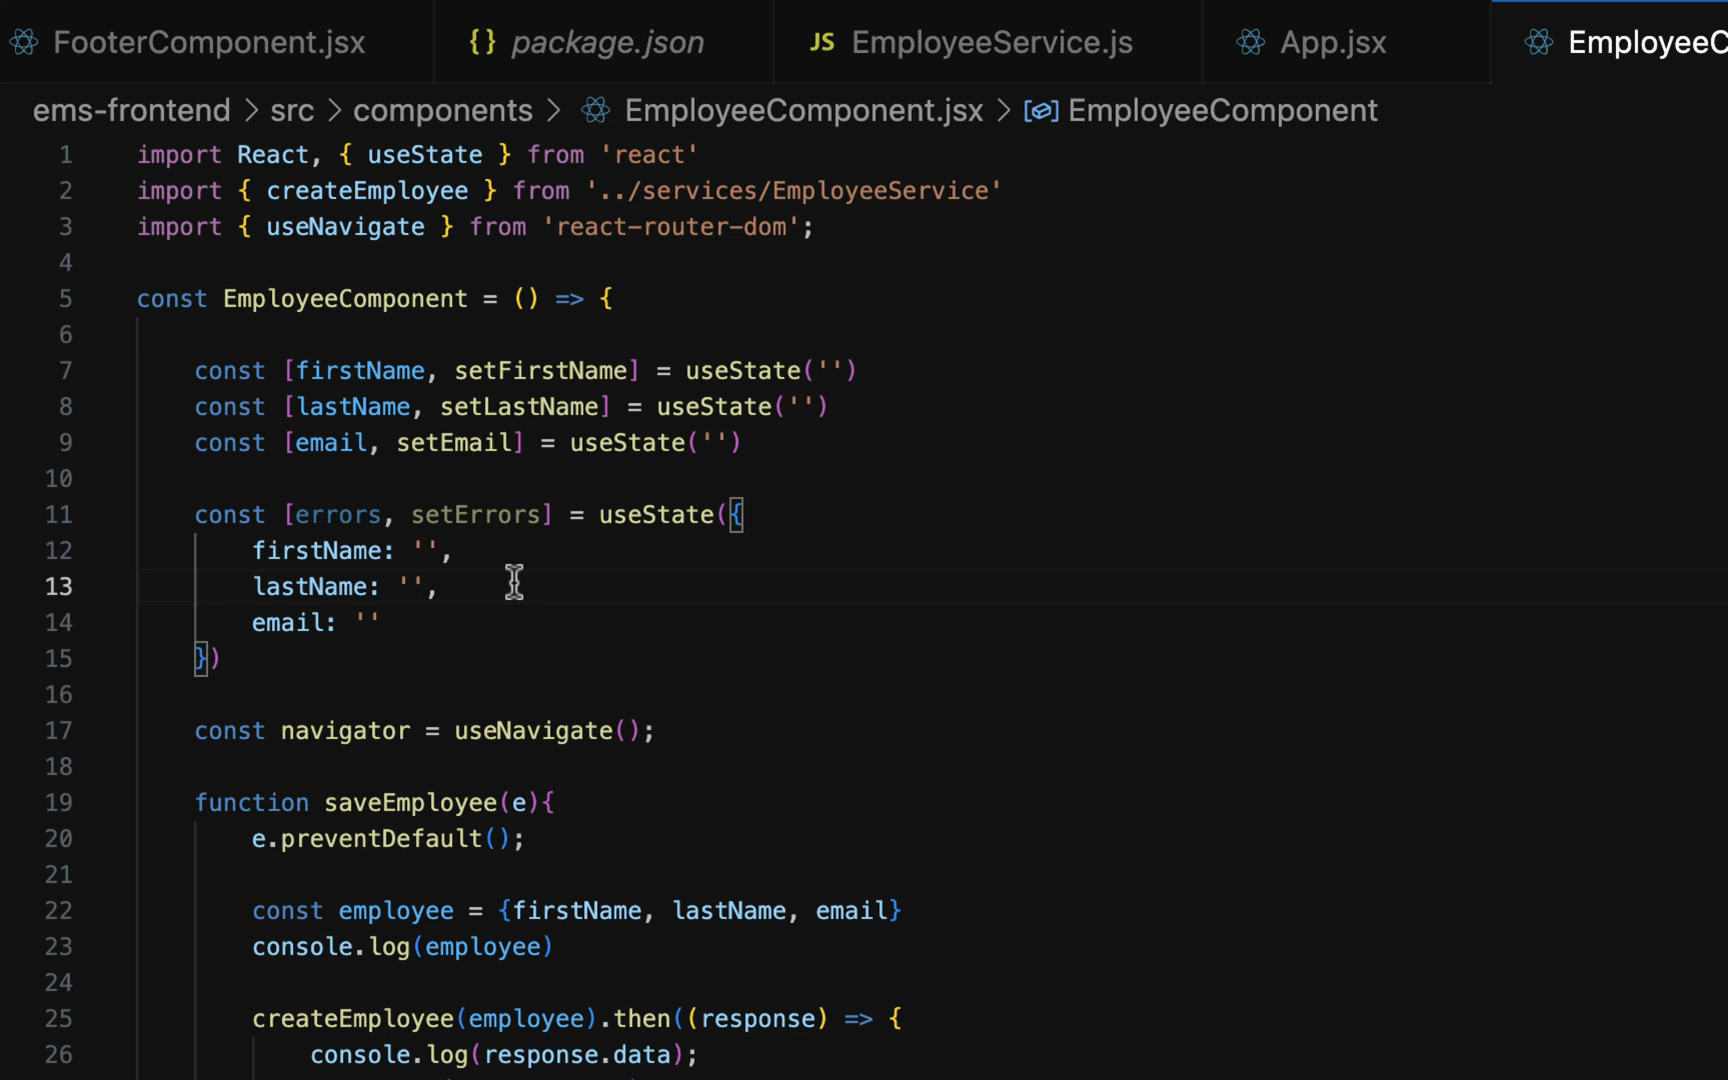 FooterComponent.jsx {} package.json JS EmployeeService.js App.jsx EmployeeC
ems-frontend > src > components > EmployeeComponent.jsx > EmployeeComponent
1 import React, { useState } from 'react'
2 import { createEmployee } from '../services/EmployeeService'
3 import { useNavigate } from 'react-router-dom';
4
5 const EmployeeComponent = () => {
6
7 const [firstName, setFirstName] = useState('')
8 const [lastName, setLastName] = useState('')
9 const [email, setEmail] = useState('')
10
11 const [errors, setErrors] = useState({
12 firstName: '',
13 lastName: '',
14 email: ''
15 })
16
17 const navigator = useNavigate();
18
19 function saveEmployee(e){
20 e.preventDefault();
21
22 const employee = {firstName, lastName, email}
23 console.log(employee)
24
25 createEmployee(employee).then((response) => {
26 console.log(response.data);